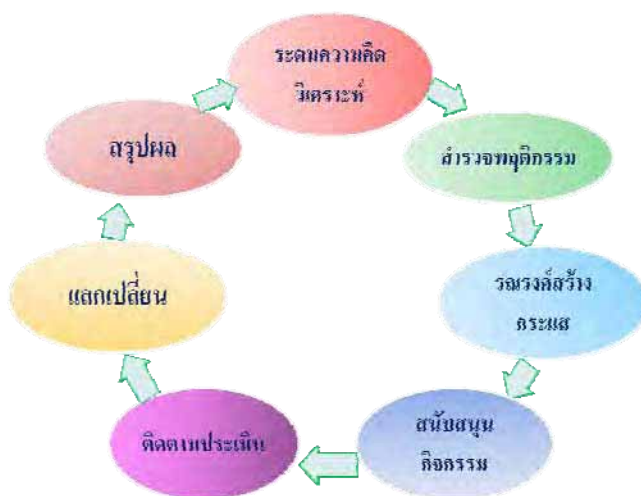 ระดมความคิด
วิเคราะห์
สำรวจพฤติกรรม
รณรงค์สร้าง
กระแส
สนับสนุน
กิจกรรม
ติดตามประเมิน
แลกเปลี่ยน
สรุปผล